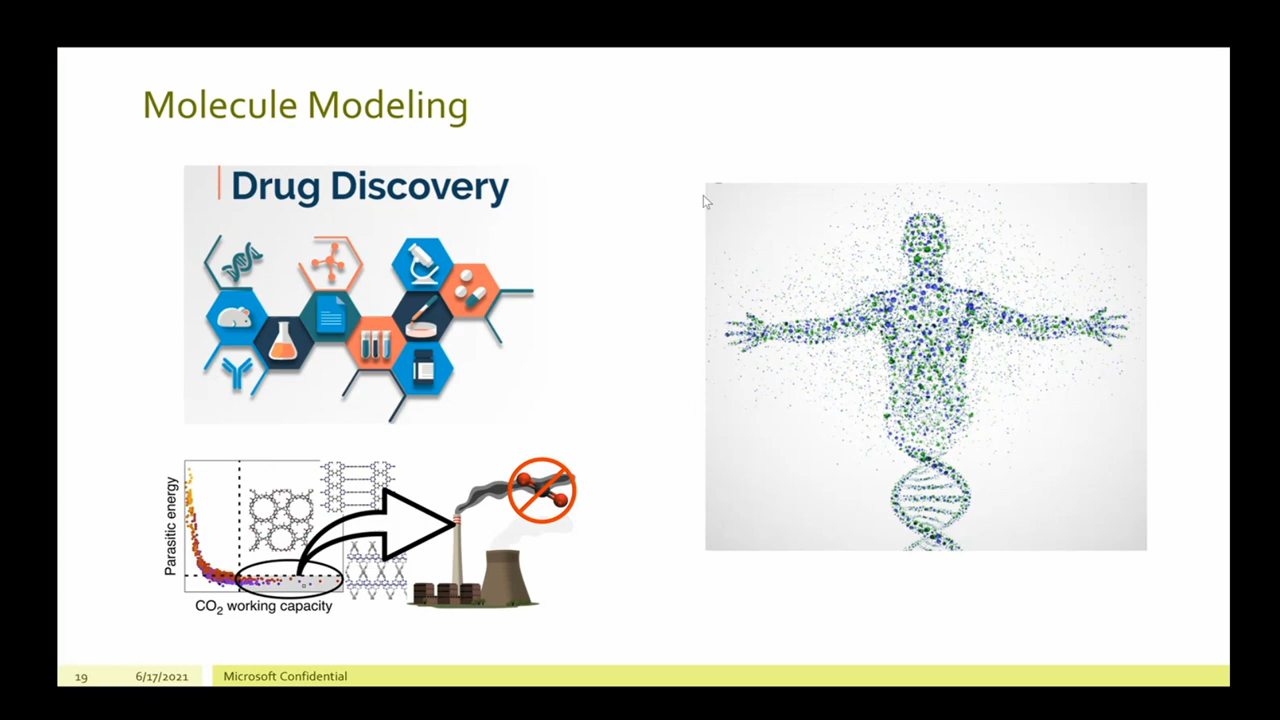 Molecule Modeling
Drug Discovery
Parasitic energy
CO₂ working capacity
19 6/17/2021 Microsoft Confidential